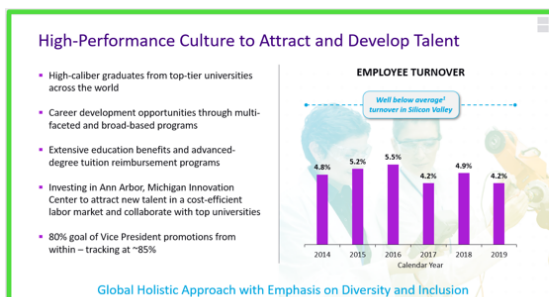 High-Performance Culture to Attract and Develop Talent
▪ High-caliber graduates from top-tier universities
across the world
▪ Career development opportunities through multi-
faceted and broad-based programs
▪ Extensive education benefits and advanced-
degree tuition reimbursement programs
▪ Investing in Ann Arbor, Michigan Innovation
Center to attract new talent in a cost-efficient
labor market and collaborate with top universities
▪ 80% goal of Vice President promotions from
within – tracking at ~85%
EMPLOYEE TURNOVER
Well below average¹
turnover in Silicon Valley
4.8% 5.2% 5.5% 4.2% 4.9% 4.2%
2014 2015 2016 2017 2018 2019
Calendar Year
Global Holistic Approach with Emphasis on Diversity and Inclusion